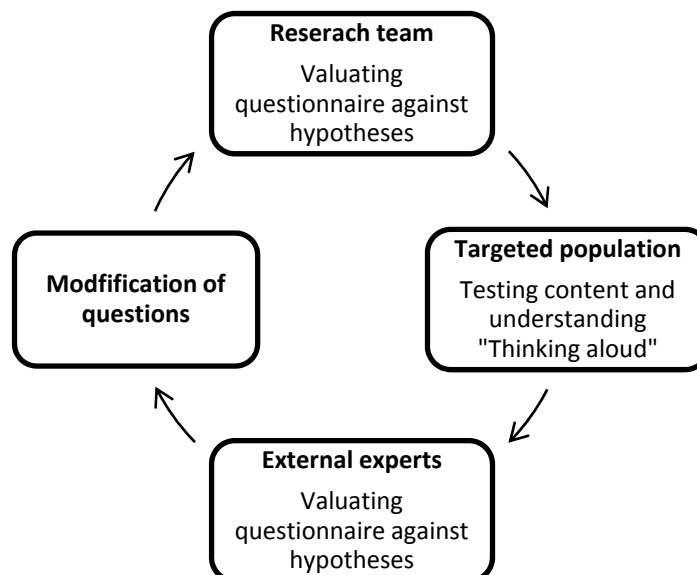 Reserach team
Valuating
questionnaire against
hypotheses
Targeted population
Testing content and
understanding
"Thinking aloud"
External experts
Valuating
questionnaire against
hypotheses
Modfification of
questions